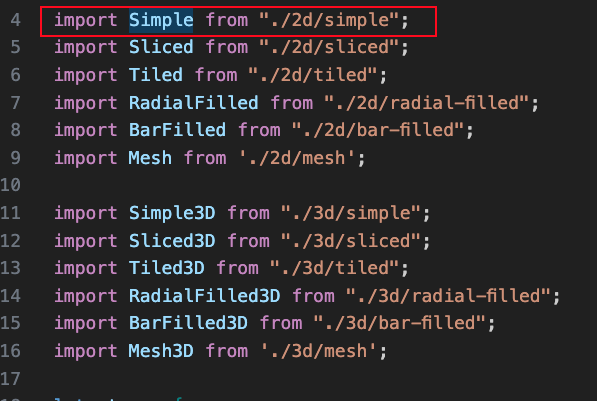 4 import Simple from "./2d/simple";
5 import Sliced from "./2d/sliced";
6 import Tiled from "./2d/tiled";
7 import RadialFilled from "./2d/radial-filled";
8 import BarFilled from "./2d/bar-filled";
9 import Mesh from './2d/mesh';
10
11 import Simple3D from "./3d/simple";
12 import Sliced3D from "./3d/sliced";
13 import Tiled3D from "./3d/tiled";
14 import RadialFilled3D from "./3d/radial-filled";
15 import BarFilled3D from "./3d/bar-filled";
16 import Mesh3D from './3d/mesh';
17